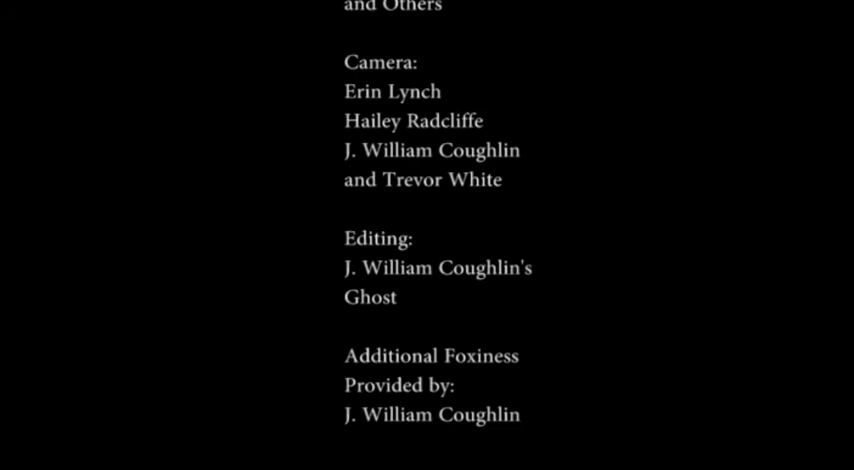 and Others
Camera:
Erin Lynch
Hailey Radcliffe
J. William Coughlin
and Trevor White
Editing:
J. William Coughlin's
Ghost
Additional Foxiness
Provided by:
J. William Coughlin